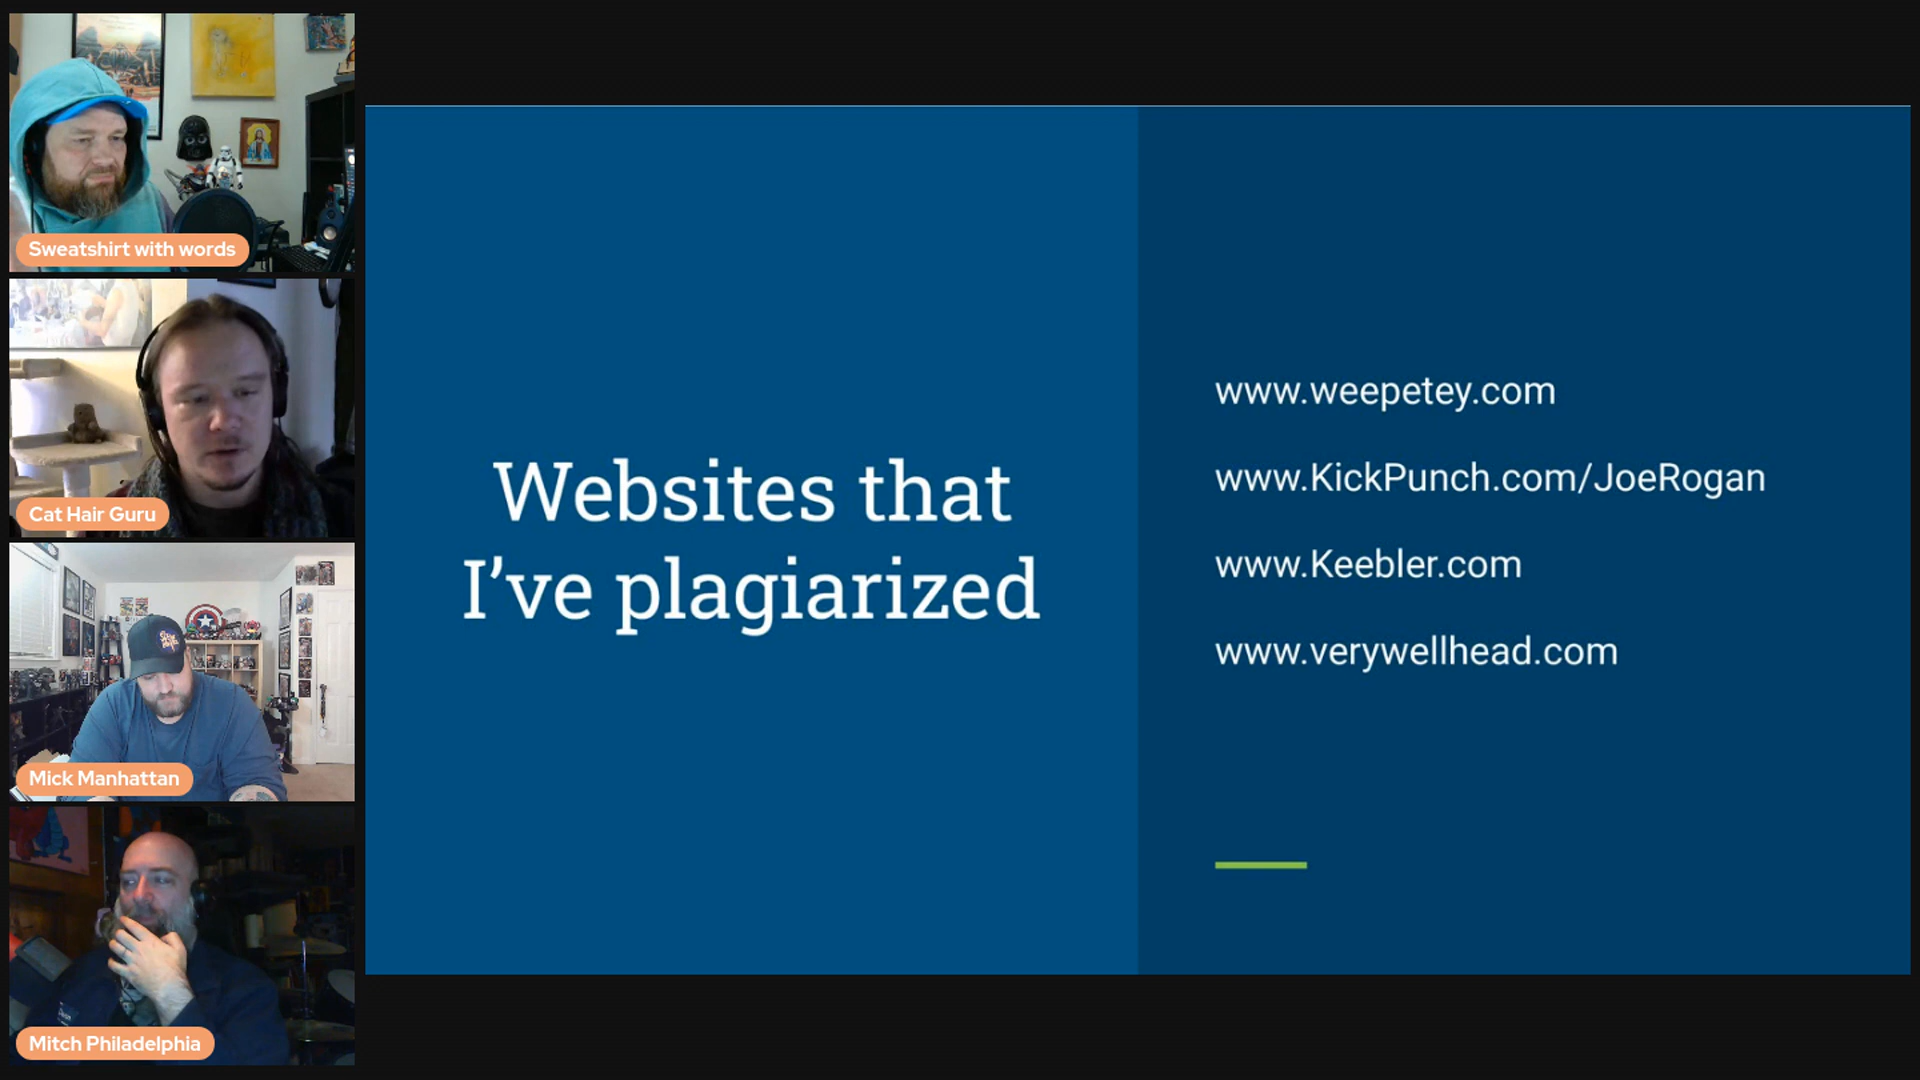 Sweatshirt with words
Cat Hair Guru
Mick Manhattan
Mitch Philadelphia
Websites that
I’ve plagiarized
www.weepetey.com
www.KickPunch.com/JoeRogan
www.Keebler.com
www.verywellhead.com